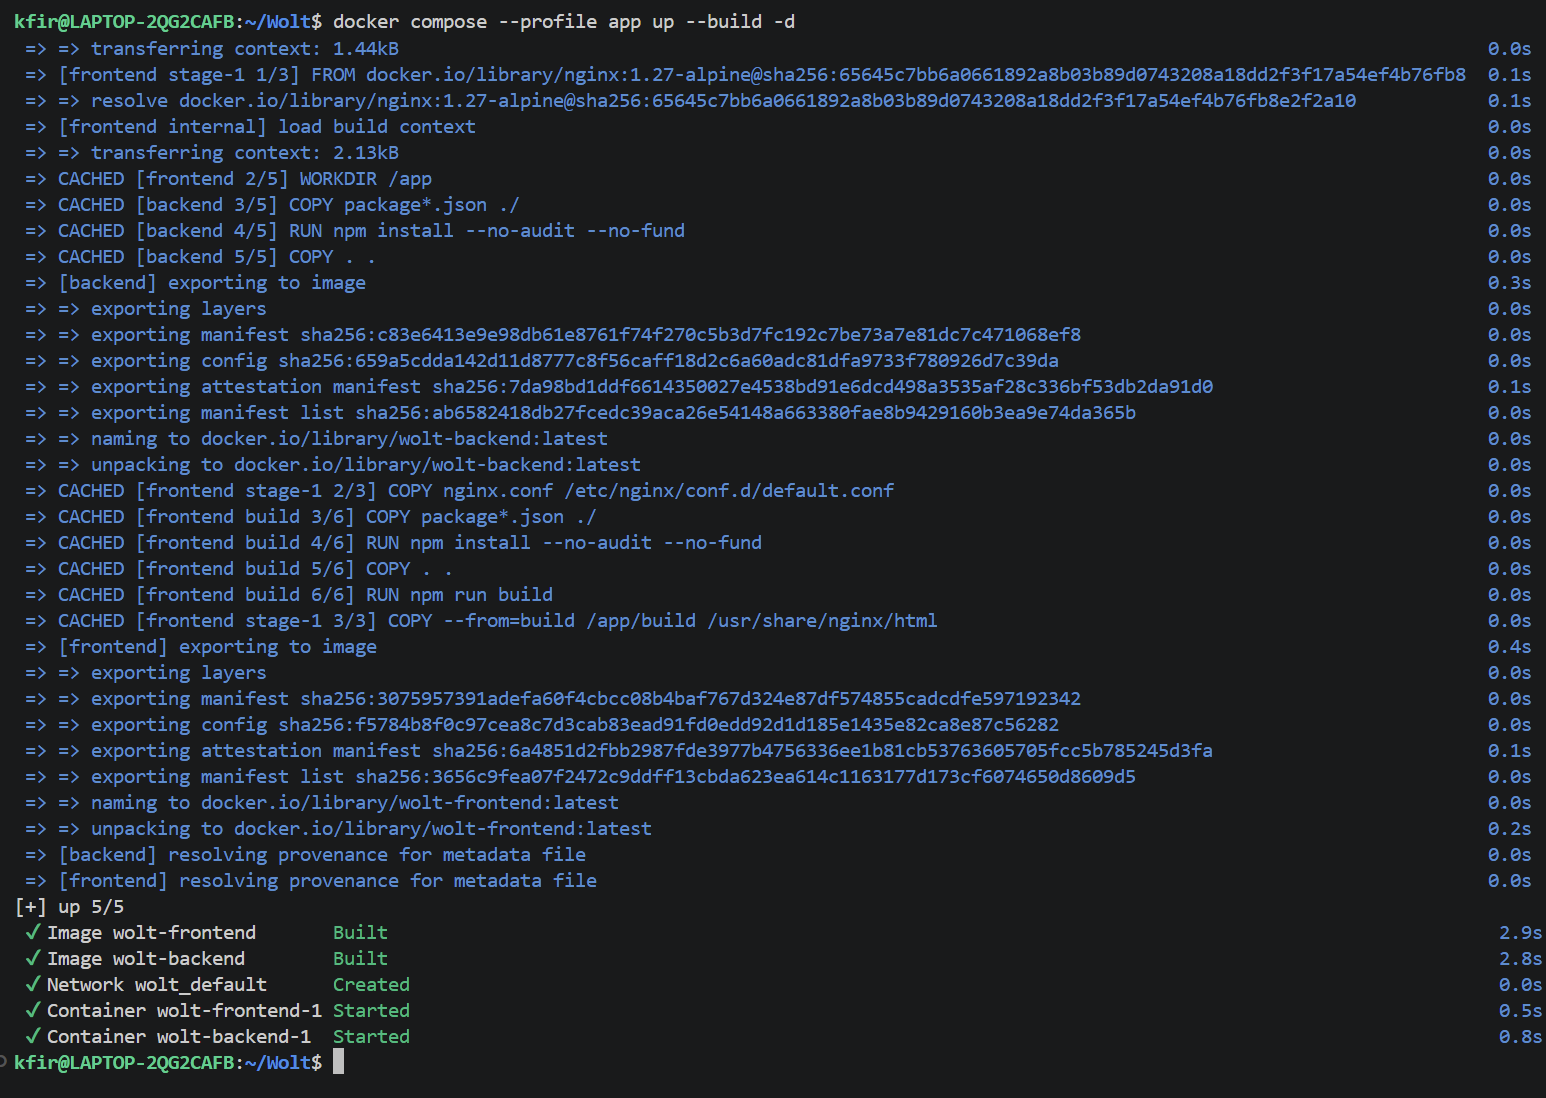 kfir@LAPTOP-2QG2CAFB:~/Wolt$ docker compose --profile app up --build -d
=> => transferring context: 1.44kB 0.0s
=> [frontend stage-1 1/3] FROM docker.io/library/nginx:1.27-alpine@sha256:65645c7bb6a0661892a8b03b89d0743208a18dd2f3f17a54ef4b76fb8 0.1s
=> => resolve docker.io/library/nginx:1.27-alpine@sha256:65645c7bb6a0661892a8b03b89d0743208a18dd2f3f17a54ef4b76fb8e2f2a10 0.1s
=> [frontend internal] load build context 0.0s
=> => transferring context: 2.13kB 0.0s
=> CACHED [frontend 2/5] WORKDIR /app 0.0s
=> CACHED [backend 3/5] COPY package*.json ./ 0.0s
=> CACHED [backend 4/5] RUN npm install --no-audit --no-fund 0.0s
=> CACHED [backend 5/5] COPY . . 0.0s
=> [backend] exporting to image 0.3s
=> => exporting layers 0.0s
=> => exporting manifest sha256:c83e6413e9e98db61e8761f74f270c5b3d7fc192c7be73a7e81dc7c471068ef8 0.0s
=> => exporting config sha256:659a5cdda142d11d8777c8f56caff18d2c6a60adc81dfa9733f780926d7c39da 0.0s
=> => exporting attestation manifest sha256:7da98bd1ddf6614350027e4538bd91e6dcd498a3535af28c336bf53db2da91d0 0.1s
=> => exporting manifest list sha256:ab6582418db27fcedc39aca26e54148a663380fae8b9429160b3ea9e74da365b 0.0s
=> => naming to docker.io/library/wolt-backend:latest 0.0s
=> => unpacking to docker.io/library/wolt-backend:latest 0.0s
=> CACHED [frontend stage-1 2/3] COPY nginx.conf /etc/nginx/conf.d/default.conf 0.0s
=> CACHED [frontend build 3/6] COPY package*.json ./ 0.0s
=> CACHED [frontend build 4/6] RUN npm install --no-audit --no-fund 0.0s
=> CACHED [frontend build 5/6] COPY . . 0.0s
=> CACHED [frontend build 6/6] RUN npm run build 0.0s
=> CACHED [frontend stage-1 3/3] COPY --from=build /app/build /usr/share/nginx/html 0.0s
=> [frontend] exporting to image 0.4s
=> => exporting layers 0.0s
=> => exporting manifest sha256:3075957391adefa60f4cbcc08b4baf767d324e87df574855cadcdfe597192342 0.0s
=> => exporting config sha256:f5784b8f0c97cea8c7d3cab83ead91fd0edd92d1d185e1435e82ca8e87c56282 0.0s
=> => exporting attestation manifest sha256:6a4851d2fbb2987fde3977b4756336ee1b81cb53763605705fcc5b785245d3fa 0.1s
=> => exporting manifest list sha256:3656c9fea07f2472c9ddff13cbda623ea614c1163177d173cf6074650d8609d5 0.0s
=> => naming to docker.io/library/wolt-frontend:latest 0.0s
=> => unpacking to docker.io/library/wolt-frontend:latest 0.2s
=> [backend] resolving provenance for metadata file 0.0s
=> [frontend] resolving provenance for metadata file 0.0s
[+] up 5/5
✓ Image wolt-frontend Built 2.9s
✓ Image wolt-backend Built 2.8s
✓ Network wolt_default Created 0.0s
✓ Container wolt-frontend-1 Started 0.5s
✓ Container wolt-backend-1 Started 0.8s
kfir@LAPTOP-2QG2CAFB:~/Wolt$